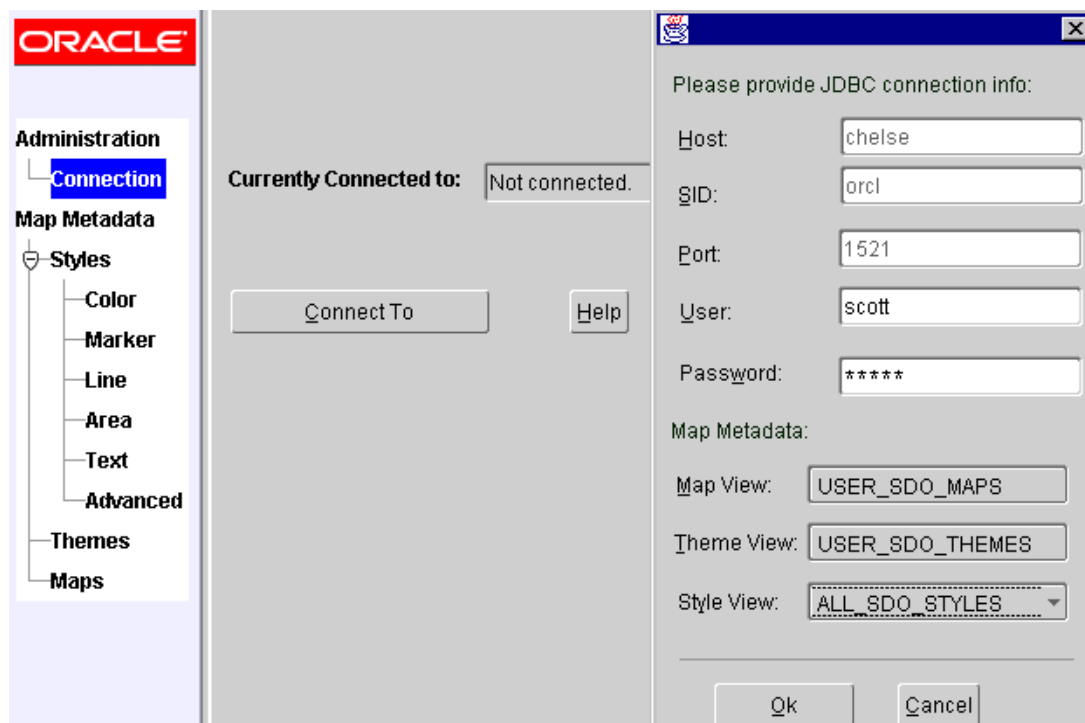 ORACLE
Administration
Connection
Map Metadata
Styles
Color
Marker
Line
Area
Text
Advanced
Themes
Maps
Currently Connected to: Not connected.
Connect To Help
Please provide JDBC connection info:
Host: chelse
SID: orcl
Port: 1521
User: scott
Password: *****
Map Metadata:
Map View: USER_SDO_MAPS
Theme View: USER_SDO_THEMES
Style View: ALL_SDO_STYLES
Ok Cancel